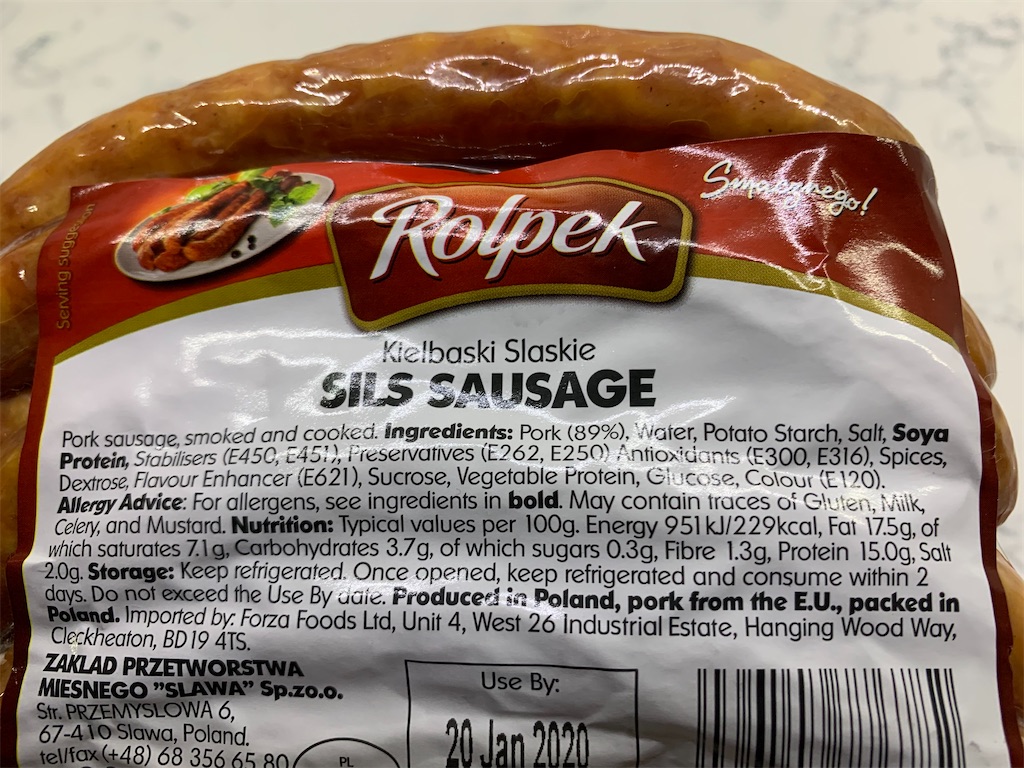 Serving suggestion
Rolpek
Smacznego!
Kielbaski Slaskie
SILS SAUSAGE
Pork sausage, smoked and cooked. Ingredients: Pork (89%), Water, Potato Starch, Salt, Soya
Protein, Stabilisers (E450, E451), Preservatives (E262, E250) Antioxidants (E300, E316), Spices,
Dextrose, Flavour Enhancer (E621), Sucrose, Vegetable Protein, Glucose, Colour (E120).
Allergy Advice: For allergens, see ingredients in bold. May contain traces of Gluten, Milk,
Celery, and Mustard. Nutrition: Typical values per 100g. Energy 951kJ/229kcal, Fat 17.5g, of
which saturates 7.1g, Carbohydrates 3.7g, of which sugars 0.3g, Fibre 1.3g, Protein 15.0g, Salt
2.0g. Storage: Keep refrigerated. Once opened, keep refrigerated and consume within 2
days. Do not exceed the Use By date. Produced in Poland, pork from the E.U., packed in
Poland. Imported by: Forza Foods Ltd, Unit 4, West 26 Industrial Estate, Hanging Wood Way,
Cleckheaton, BD19 4TS.
ZAKLAD PRZETWORSTWA
MIESNEGO "SLAWA" Sp.zo.o.
Str. PRZEMYSLOWA 6,
67-410 Slawa, Poland.
tel/fax (+48) 68 356 65 80
PL
Use By:
20 Jan 2020